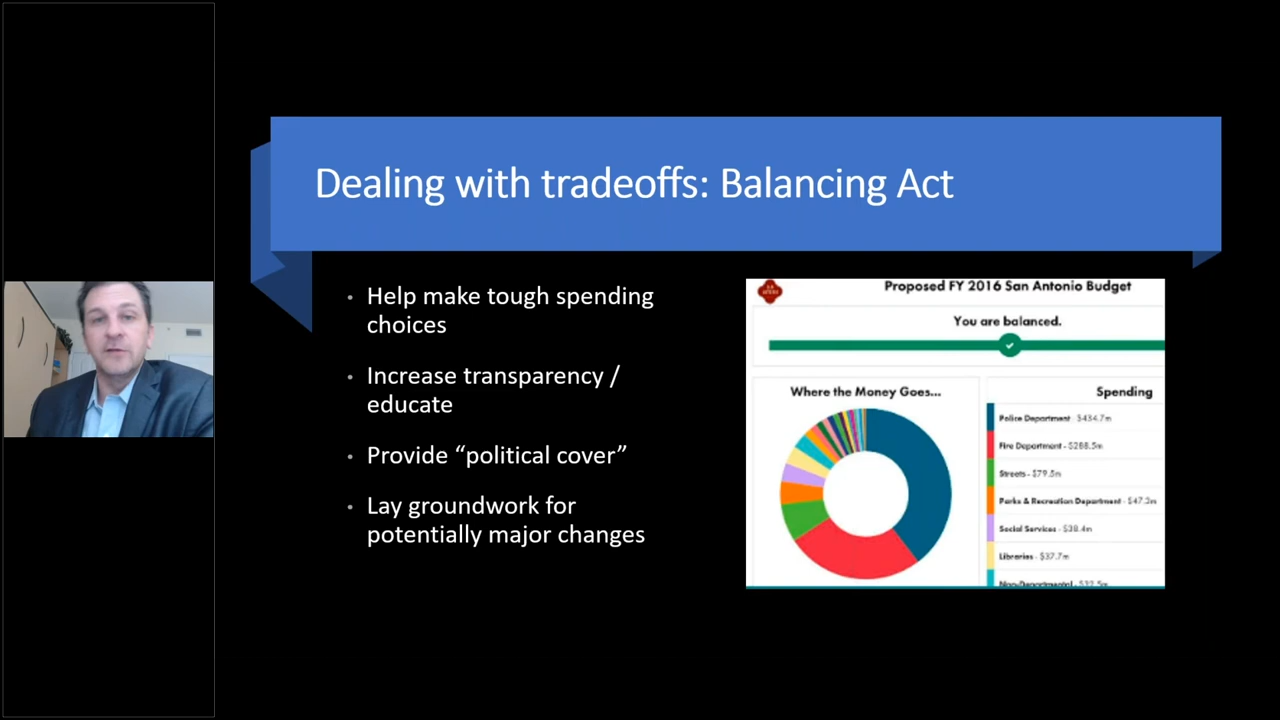 Dealing with tradeoffs: Balancing Act
• Help make tough spending
choices
• Increase transparency /
educate
• Provide “political cover”
• Lay groundwork for
potentially major changes
Proposed FY 2016 San Antonio Budget
You are balanced.
Where the Money Goes...
Spending
Police Department - $434.7m
Fire Department - $288.5m
Streets - $79.5m
Parks & Recreation Department - $47.3m
Social Services - $38.4m
Libraries - $37.7m
Non-Departmental